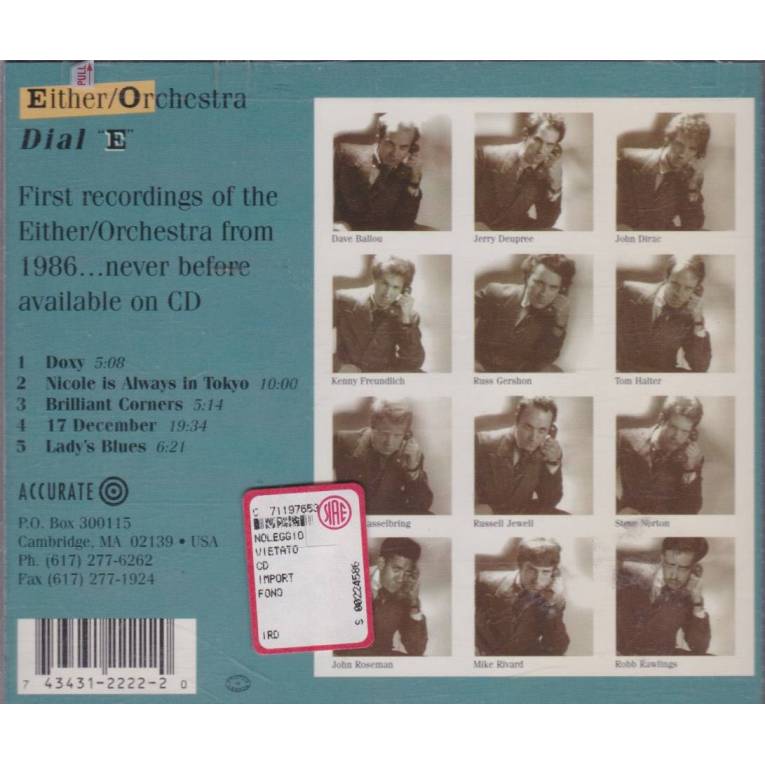 PULL
Either/Orchestra
Dial "E"
First recordings of the
Either/Orchestra from
1986...never before
available on CD
1 Doxy 5:08
2 Nicole is Always in Tokyo 10:00
3 Brilliant Corners 5:14
4 17 December 19:34
5 Lady's Blues 6:21
ACCURATE
P.O. Box 300115
Cambridge, MA 02139 • USA
Ph. (617) 277-6262
Fax (617) 277-1924
7 43431-2222-2 0
C 71197653
NOLEGGIO
VIETATO
CD
IMPORT
FONO
IRD
S 00224586
Dave Ballou
Jerry Deupree
John Dirac
Kenny Freundlich
Russ Gershon
Tom Halter
asselbring
Russell Jewell
Steve Norton
John Roseman
Mike Rivard
Robb Rawlings